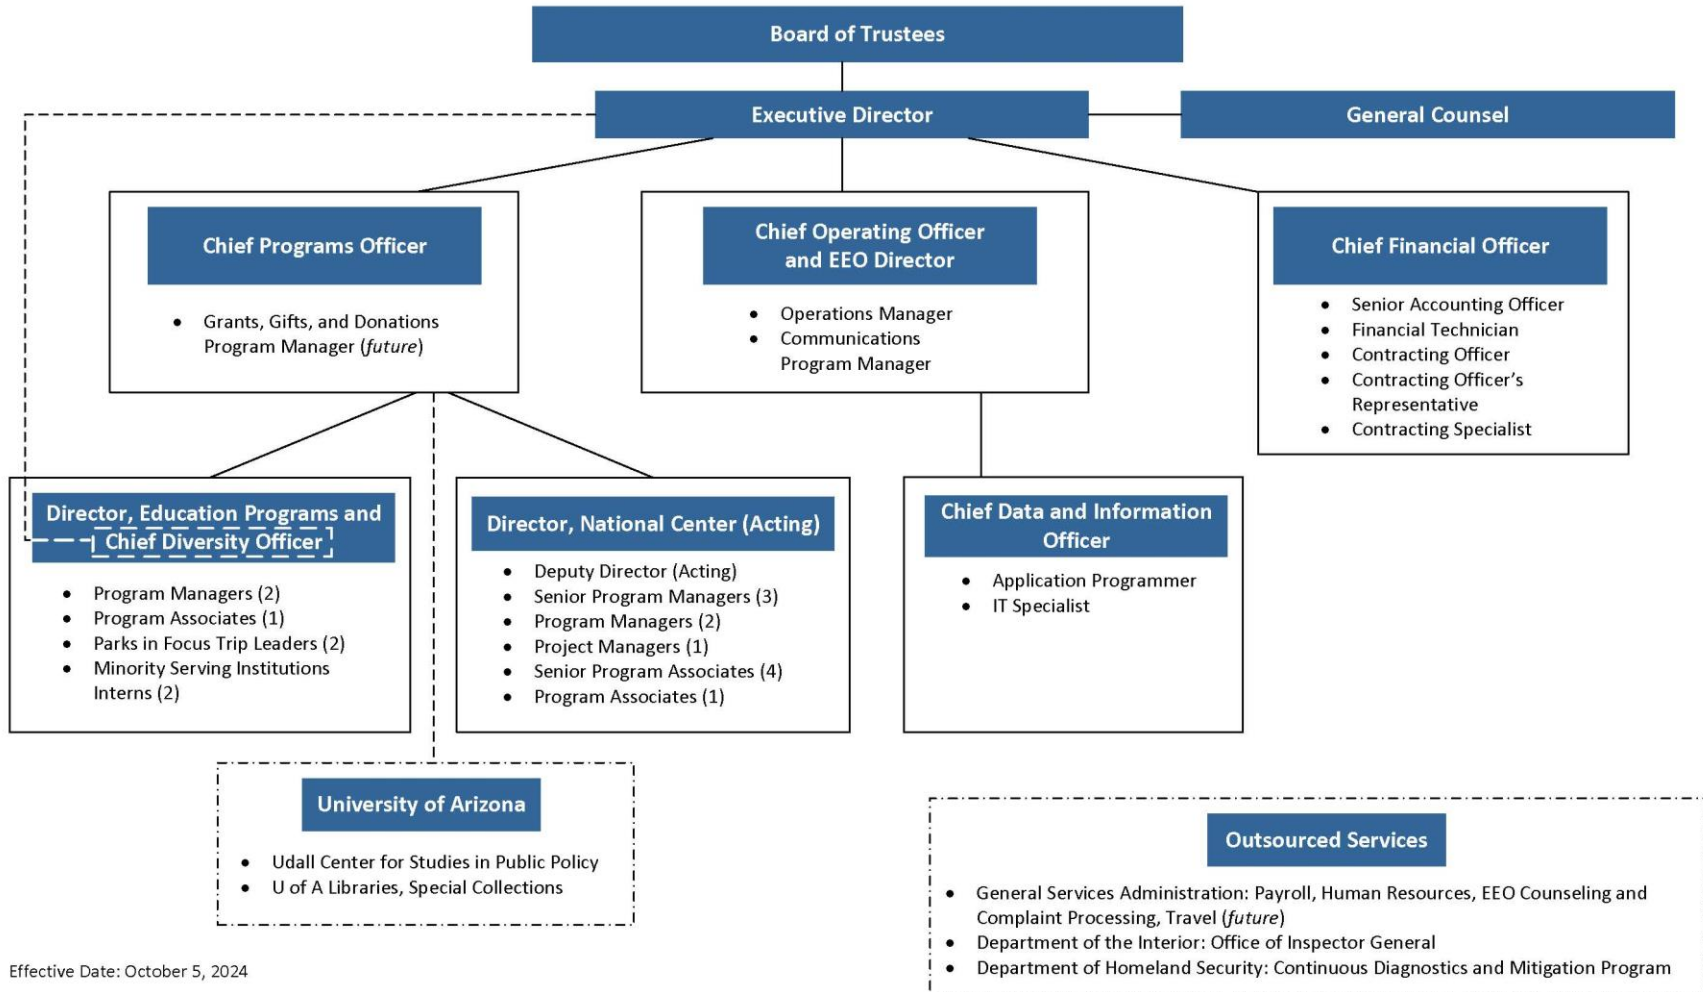 Board of Trustees
Executive Director
General Counsel
Chief Programs Officer
• Grants, Gifts, and Donations
Program Manager (future)
Chief Operating Officer
and EEO Director
• Operations Manager
• Communications
Program Manager
Chief Financial Officer
• Senior Accounting Officer
• Financial Technician
• Contracting Officer
• Contracting Officer’s
Representative
• Contracting Specialist
Director, Education Programs and
Chief Diversity Officer
• Program Managers (2)
• Program Associates (1)
• Parks in Focus Trip Leaders (2)
• Minority Serving Institutions
Interns (2)
Director, National Center (Acting)
• Deputy Director (Acting)
• Senior Program Managers (3)
• Program Managers (2)
• Project Managers (1)
• Senior Program Associates (4)
• Program Associates (1)
Chief Data and Information
Officer
• Application Programmer
• IT Specialist
University of Arizona
• Udall Center for Studies in Public Policy
• U of A Libraries, Special Collections
Outsourced Services
• General Services Administration: Payroll, Human Resources, EEO Counseling and
Complaint Processing, Travel (future)
• Department of the Interior: Office of Inspector General
• Department of Homeland Security: Continuous Diagnostics and Mitigation Program
Effective Date: October 5, 2024